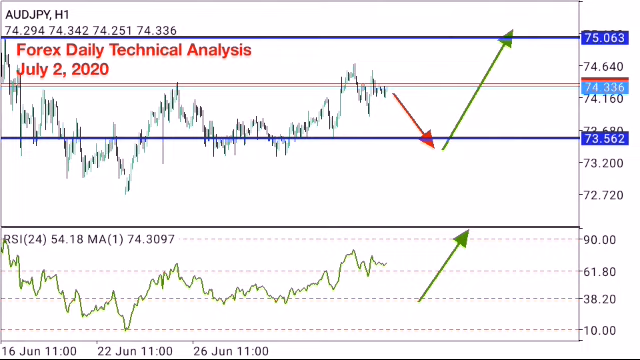 AUDJPY, H1
74.294 74.342 74.251 74.336
75.063
Forex Daily Technical Analysis
July 2, 2020
74.640
74.336
74.160
73.562
73.200
72.720
RSI(24) 54.18 MA(1) 74.3097
90.00
61.80
38.20
10.00
16 Jun 11:00 22 Jun 11:00 26 Jun 11:00